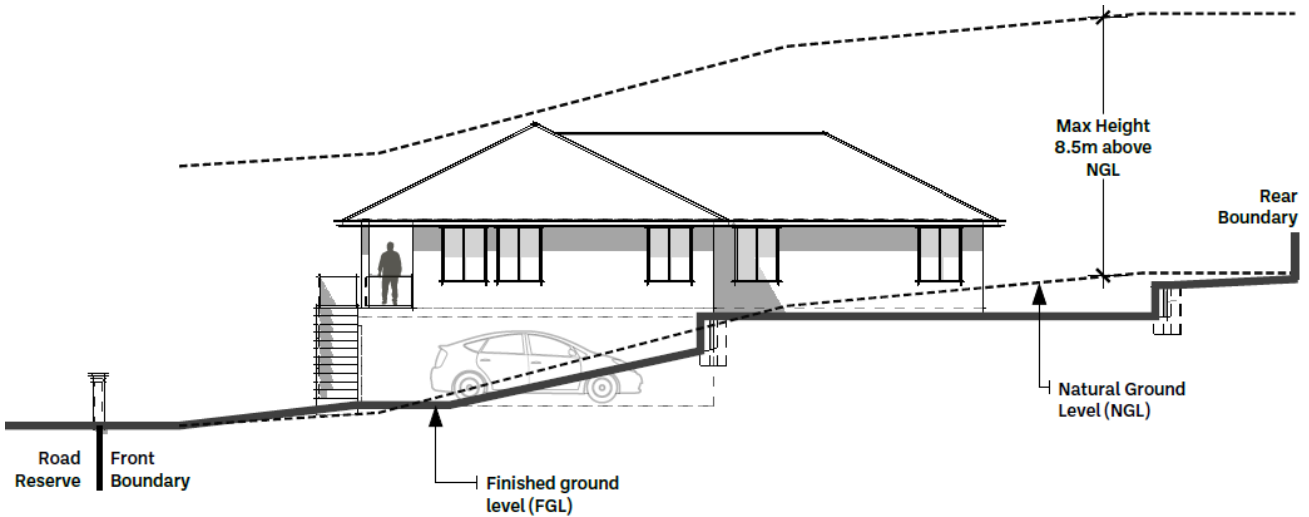 Max Height
8.5m above
NGL
Rear
Boundary
Natural Ground
Level (NGL)
Road
Reserve
Front
Boundary
Finished ground
level (FGL)